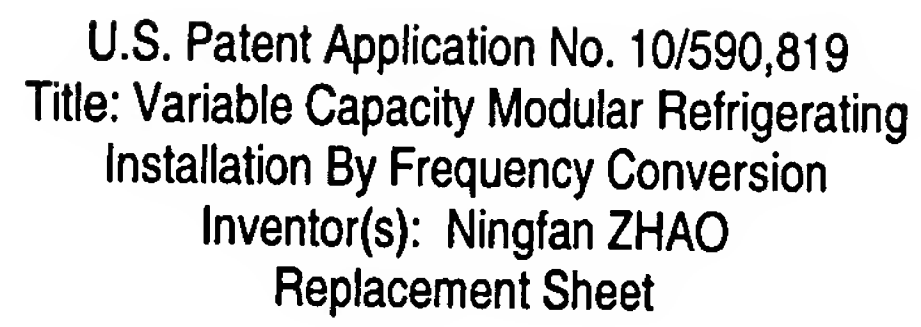 U.S. Patent Application No. 10/590,819
Title: Variable Capacity Modular Refrigerating
Installation By Frequency Conversion
Inventor(s): Ningfan ZHAO
Replacement Sheet